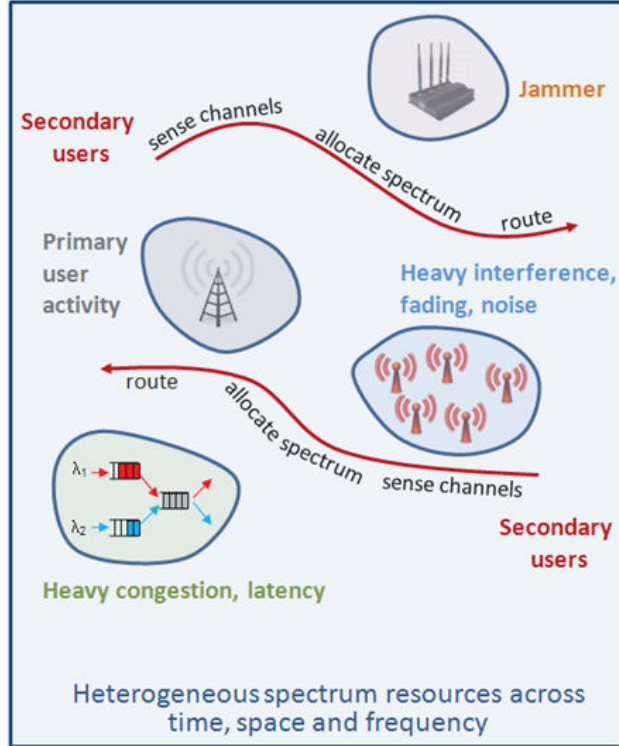 Jammer
Secondary
users
sense channels
allocate spectrum
route
Primary
user
activity
Heavy interference,
fading, noise
route
allocate spectrum
sense channels
λ1
λ2
Secondary
users
Heavy congestion, latency
Heterogeneous spectrum resources across
time, space and frequency